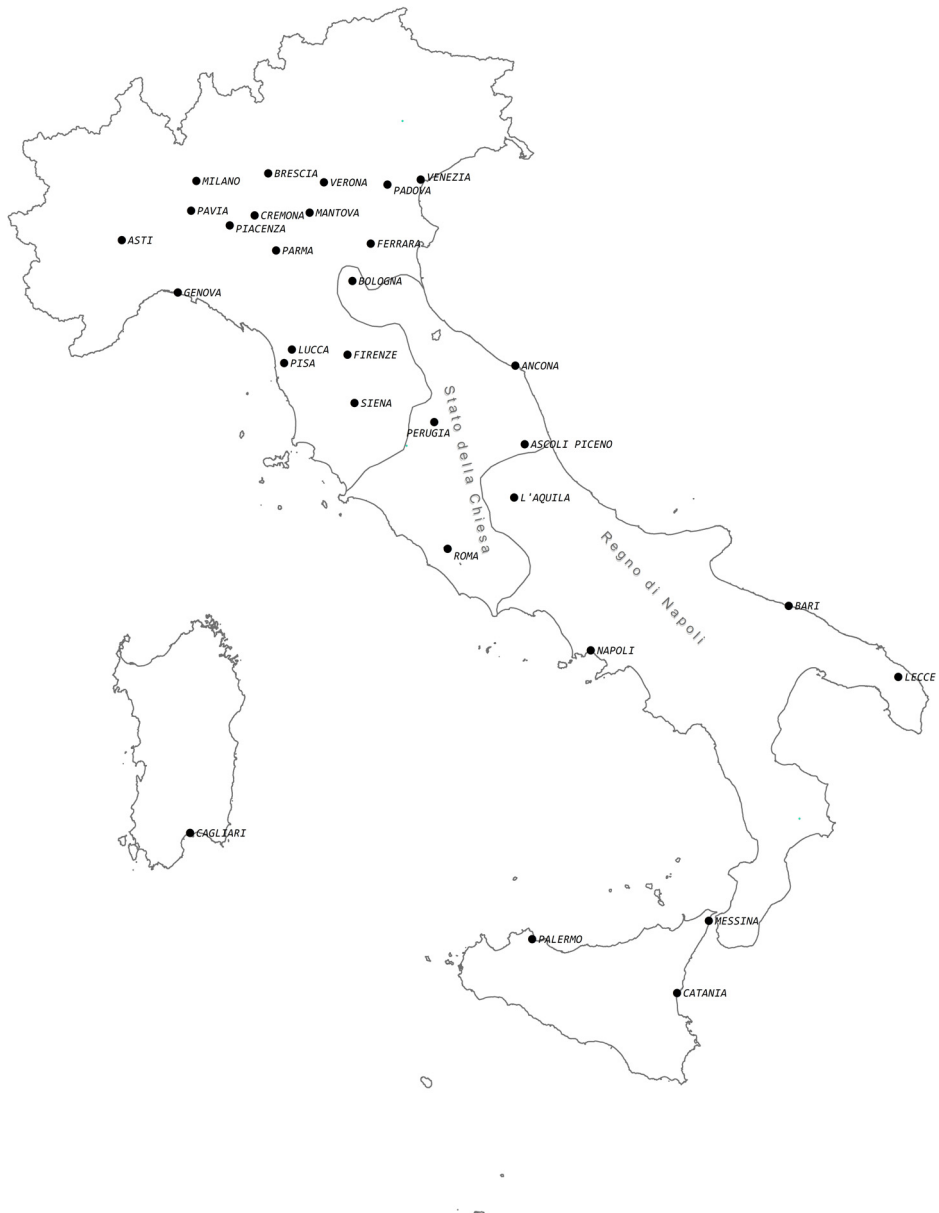 BRESCIA
MILANO
VERONA
VENEZIA
PADOVA
PAVIA
CREMONA
MANTOVA
PIACENZA
ASTI
PARMA
FERRARA
BOLOGNA
GENOVA
LUCCA
FIRENZE
PISA
ANCONA
SIENA
PERUGIA
Stato della Chiesa
ASCOLI PICENO
L'AQUILA
ROMA
Regno di Napoli
BARI
NAPOLI
LECCE
CAGLIARI
MESSINA
PALERMO
CATANIA